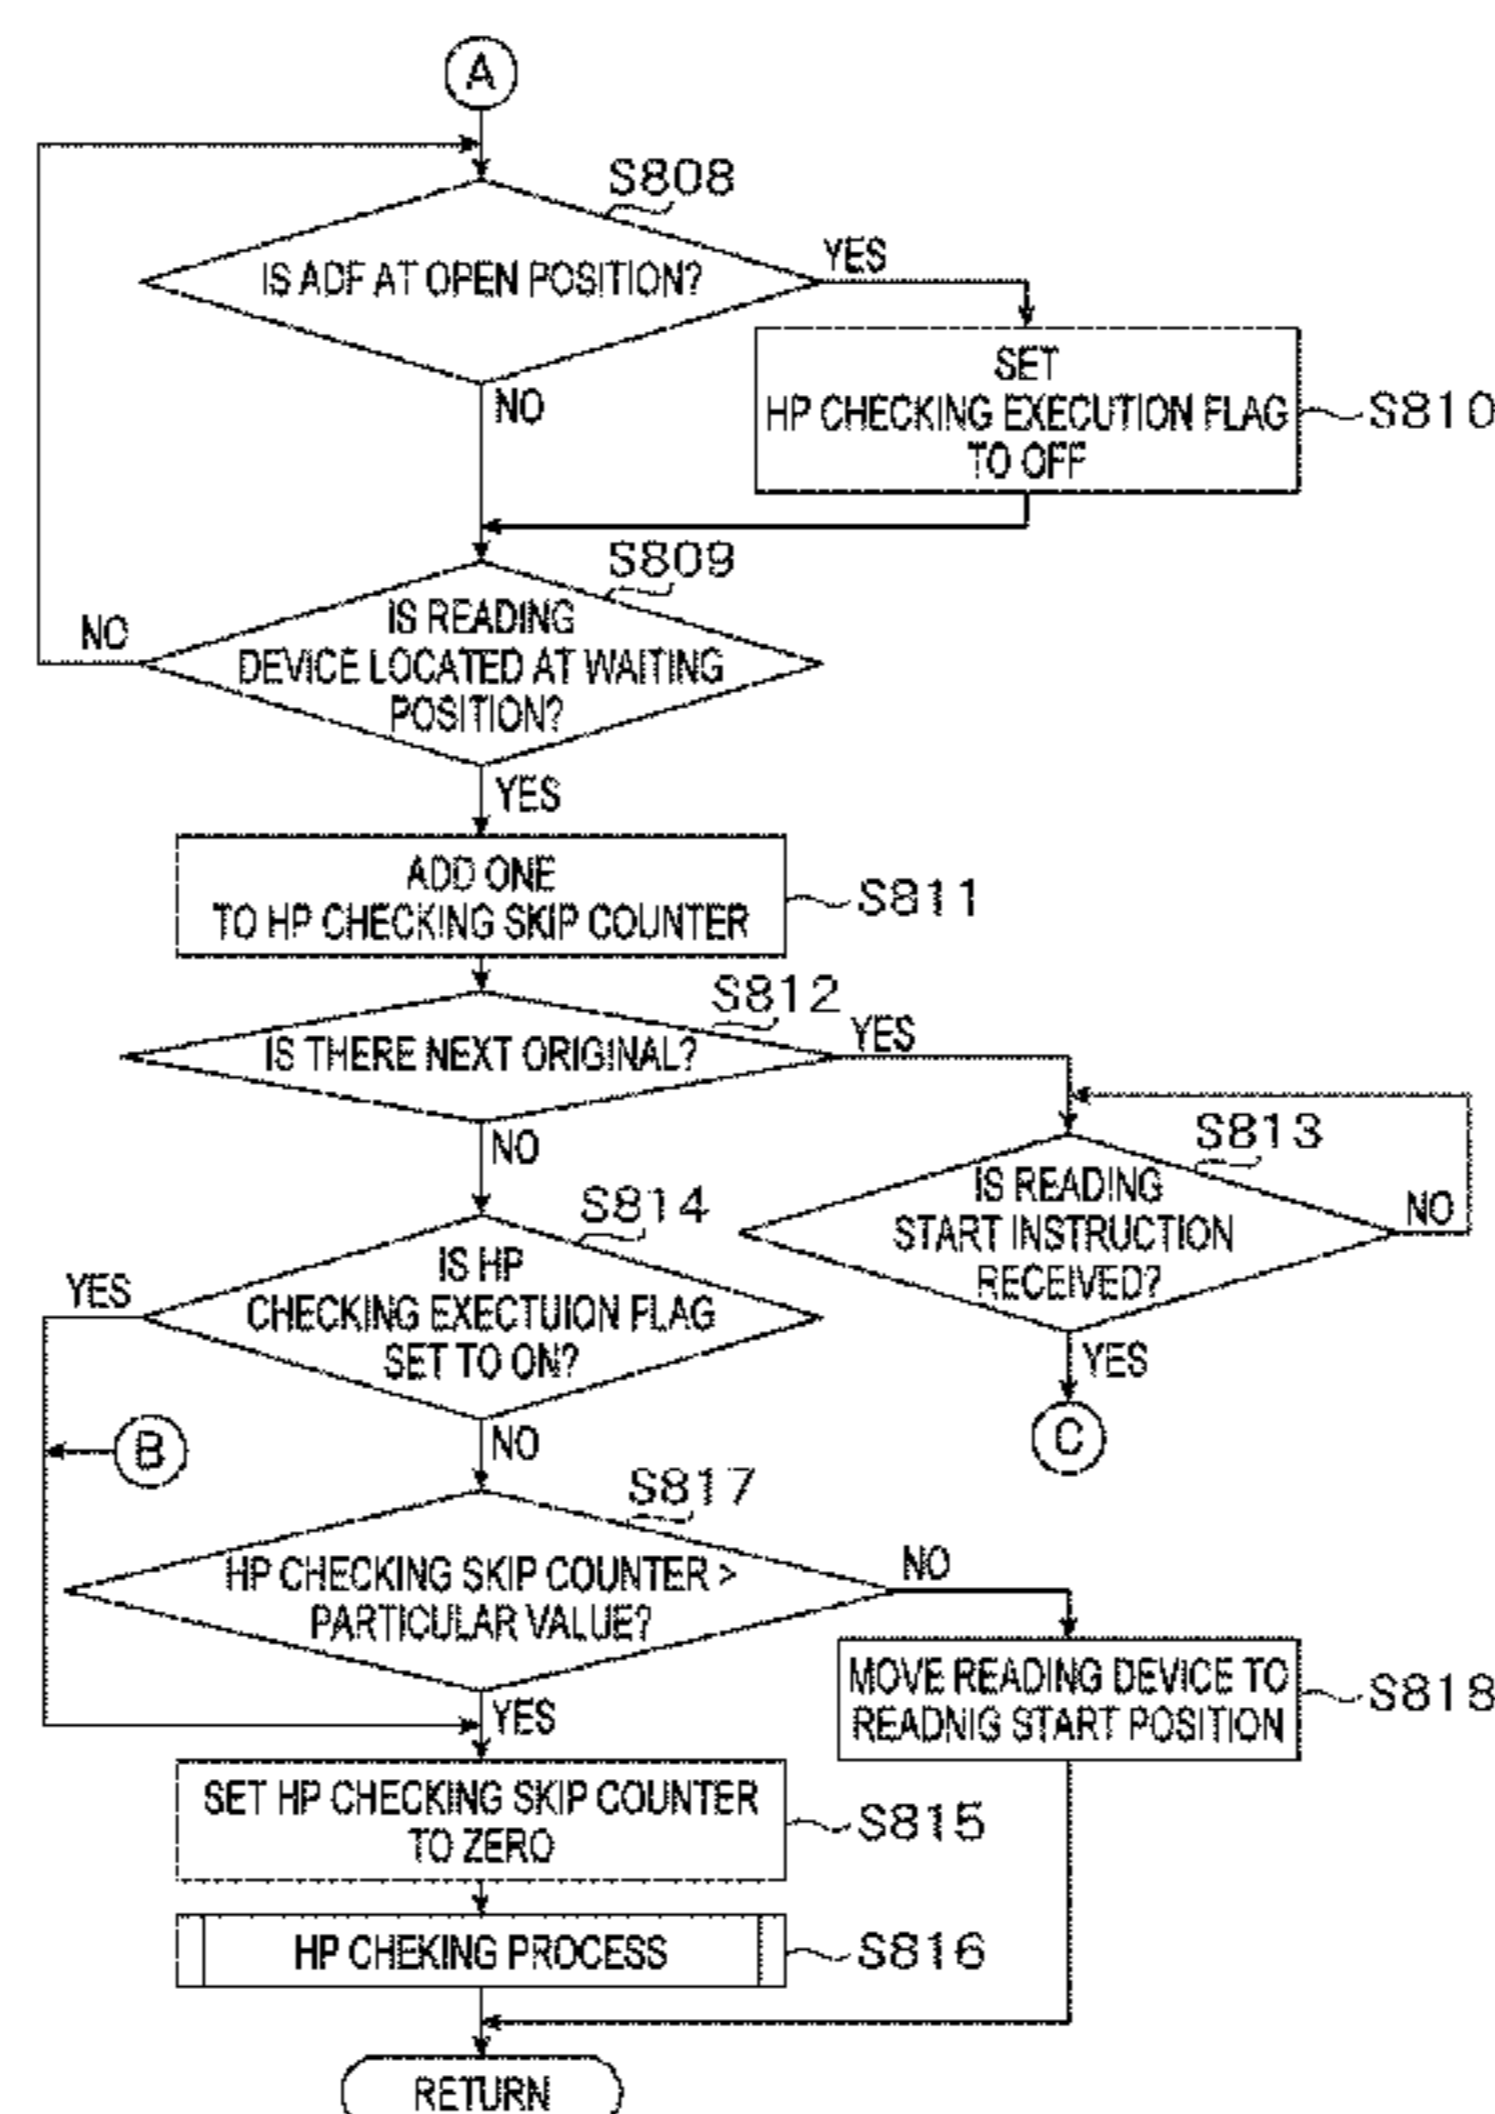 A
S808
IS ADF AT OPEN POSITION?
YES
NO
SET
HP CHECKING EXECUTION FLAG
TO OFF
S810
S809
IS READING
DEVICE LOCATED AT WAITING
POSITION?
NO
YES
ADD ONE
TO HP CHECKING SKIP COUNTER
S811
S812
IS THERE NEXT ORIGINAL?
YES
NO
S813
IS READING
START INSTRUCTION
RECEIVED?
NO
YES
C
S814
IS HP
CHECKING EXECTUION FLAG
SET TO ON?
YES
NO
B
S817
HP CHECKING SKIP COUNTER >
PARTICULAR VALUE?
NO
YES
MOVE READING DEVICE TO
READNIG START POSITION
S818
SET HP CHECKING SKIP COUNTER
TO ZERO
S815
HP CHEKING PROCESS
S816
RETURN